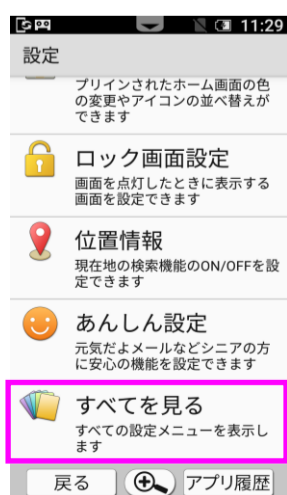 11:29
設定
プリインされたホーム画面の色
の変更やアイコンの並べ替えが
できます
ロック画面設定
画面を点灯したときに表示する
画面を設定できます
位置情報
現在地の検索機能のON/OFFを設
定できます
あんしん設定
元気だよメールなどシニアの方
に安心の機能を設定できます
すべてを見る
すべての設定メニューを表示し
ます
戻る
アプリ履歴